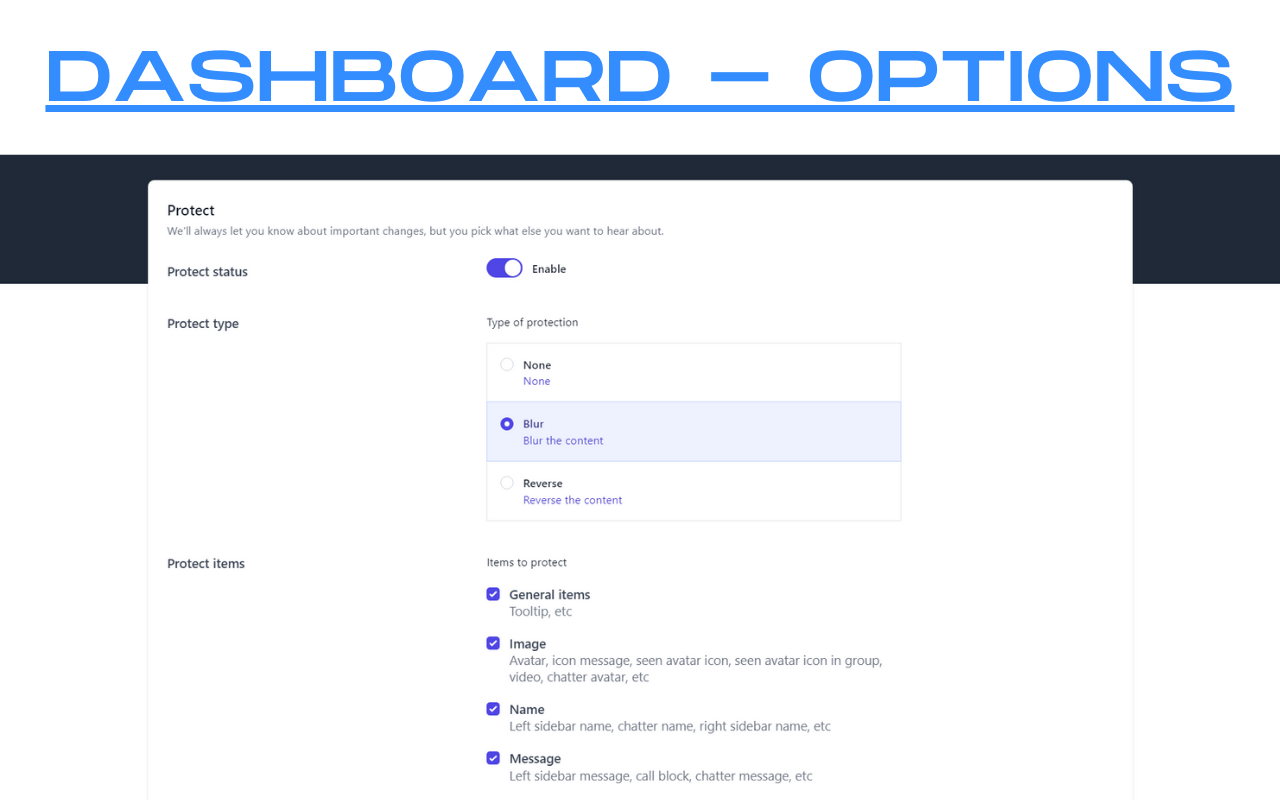 DASHBOARD — OPTIONS
Protect
We'll always let you know about important changes, but you pick what else you want to hear about.
Protect status
Enable
Protect type
Type of protection
None
None
Blur
Blur the content
Reverse
Reverse the content
Protect items
Items to protect
General items
Tooltip, etc
Image
Avatar, icon message, seen avatar icon, seen avatar icon in group,
video, chatter avatar, etc
Name
Left sidebar name, chatter name, right sidebar name, etc
Message
Left sidebar message, call block, chatter message, etc